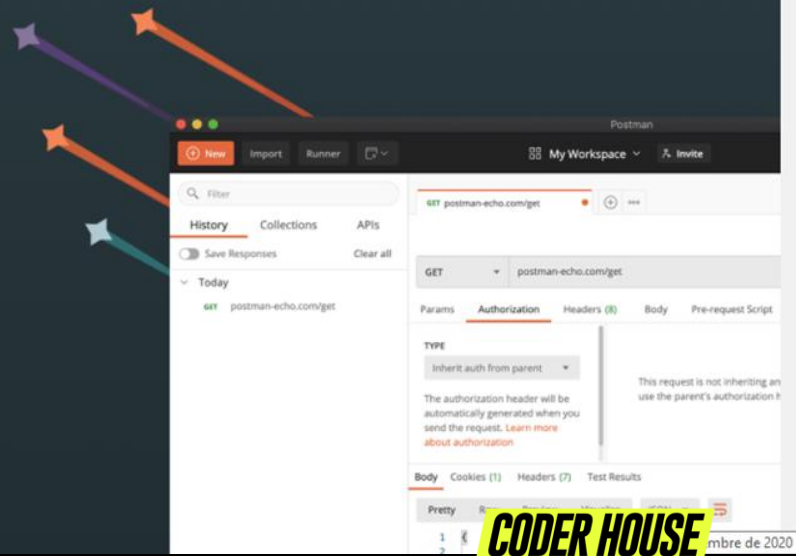 Postman
New Import Runner
My Workspace Invite
Filter
History Collections APIs
Save Responses Clear all
Today
GET postman-echo.com/get
GET postman-echo.com/get
GET postman-echo.com/get
Params Authorization Headers (8) Body Pre-request Script
TYPE
Inherit auth from parent
The authorization header will be
automatically generated when you
send the request. Learn more
about authorization
This request is not inheriting an
use the parent's authorization h
Body Cookies (1) Headers (7) Test Results
Pretty
1 {
2
CODER HOUSE
mbre de 2020